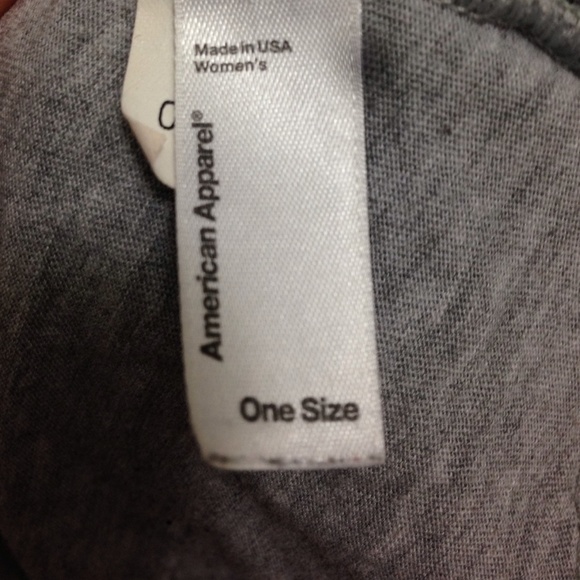 Made in USA
Women's
American Apparel®
One Size